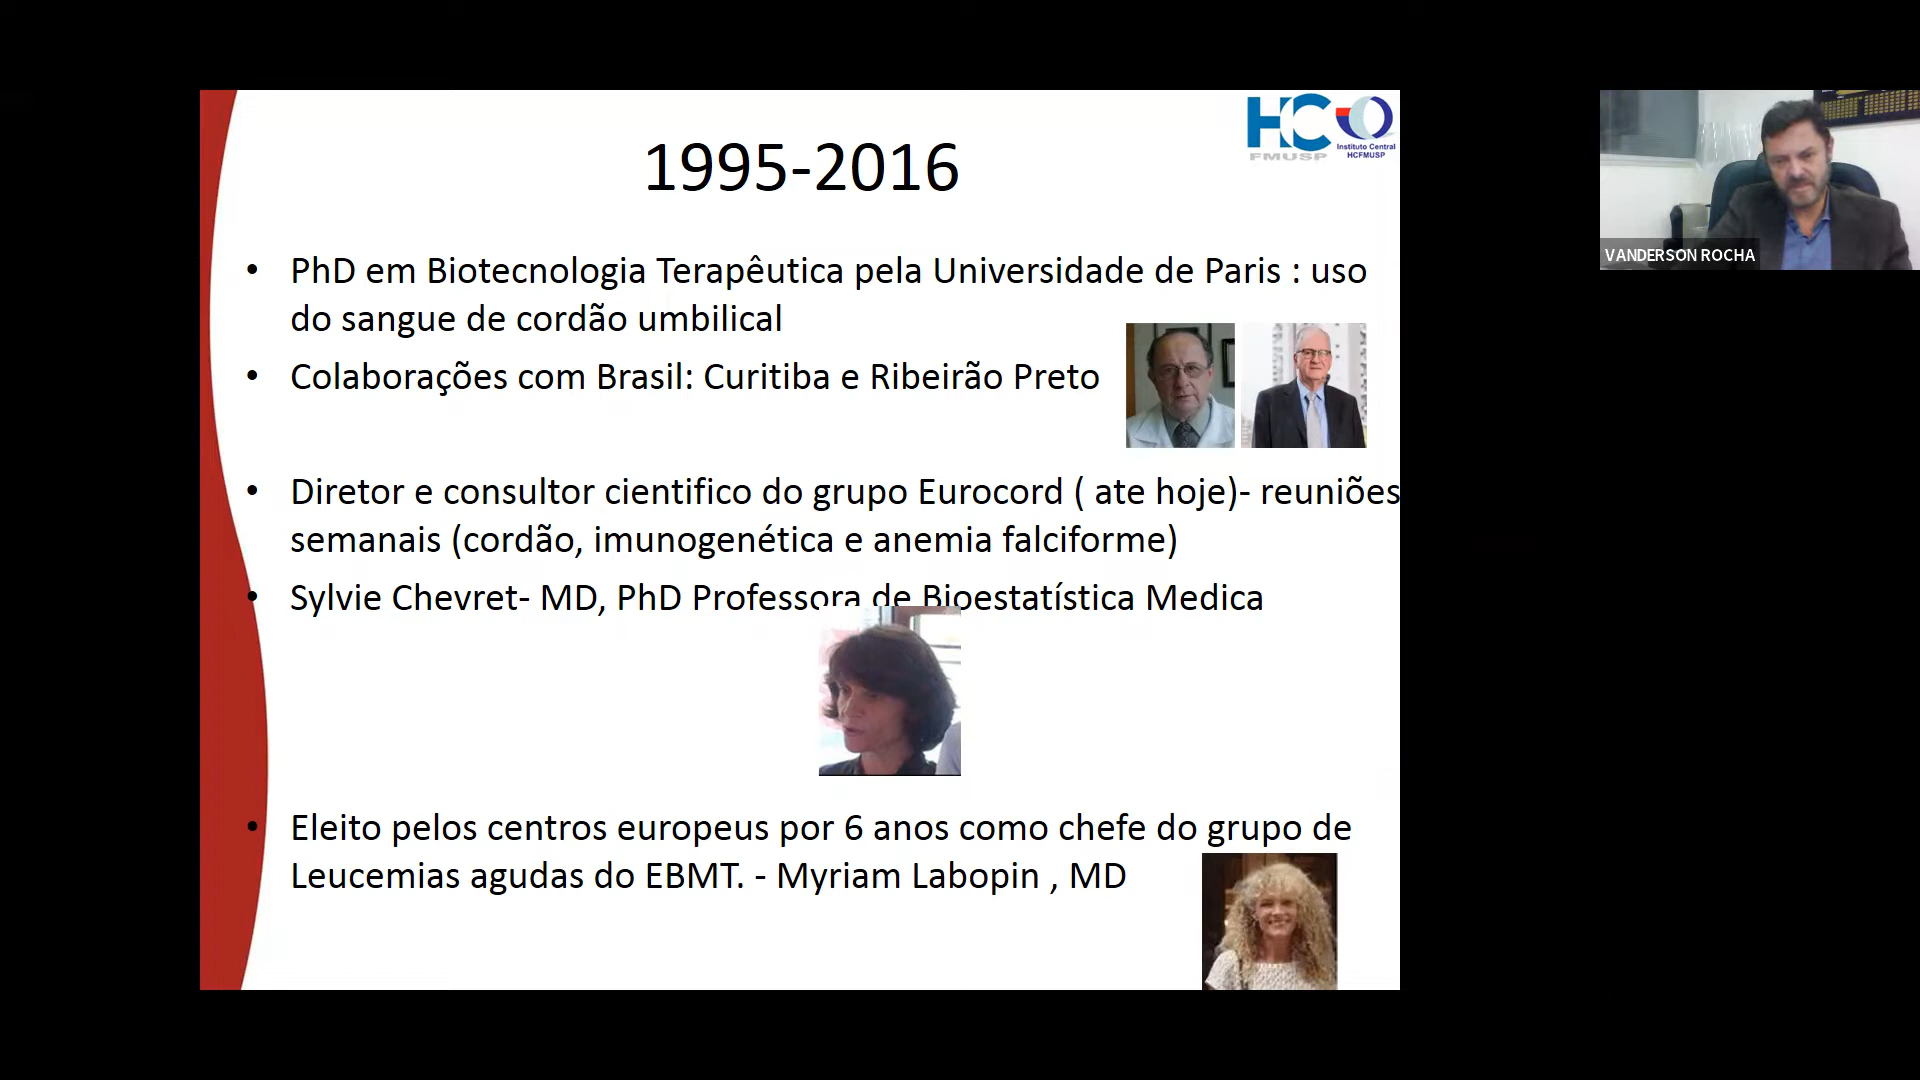 HC
FMUSP
Instituto Central
HCFMUSP
1995-2016
VANDERSON ROCHA
• PhD em Biotecnologia Terapêutica pela Universidade de Paris : uso
do sangue de cordão umbilical
• Colaborações com Brasil: Curitiba e Ribeirão Preto
• Diretor e consultor cientifico do grupo Eurocord ( ate hoje)- reuniões
semanais (cordão, imunogenética e anemia falciforme)
• Sylvie Chevret- MD, PhD Professora de Bioestatística Medica
• Eleito pelos centros europeus por 6 anos como chefe do grupo de
Leucemias agudas do EBMT. - Myriam Labopin , MD